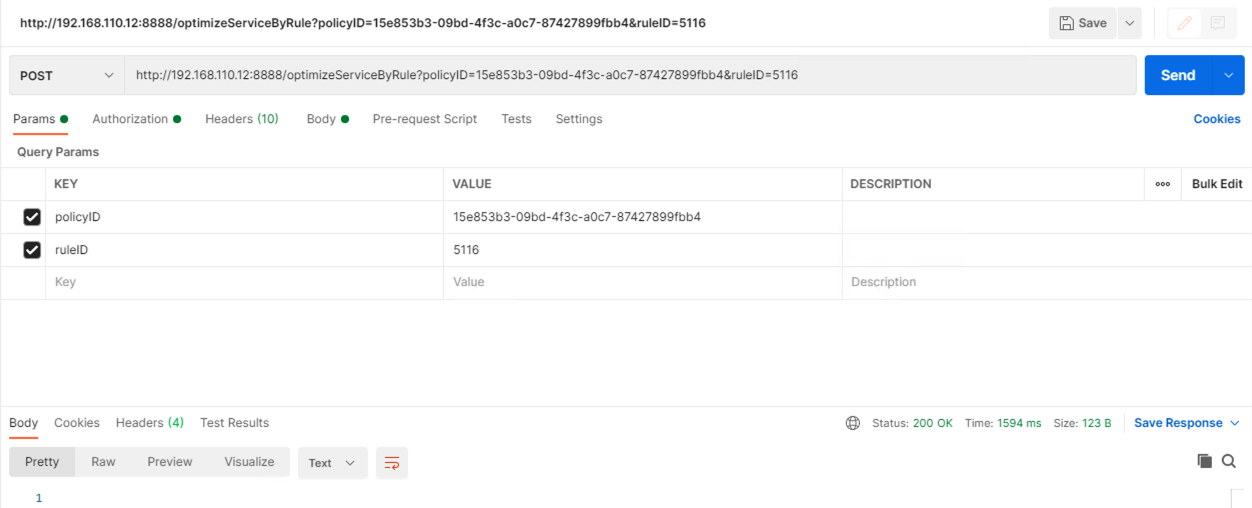 http://192.168.110.12:8888/optimizeServiceByRule?policyID=15e853b3-09bd-4f3c-a0c7-87427899fbb4&ruleID=5116 Save
POST http://192.168.110.12:8888/optimizeServiceByRule?policyID=15e853b3-09bd-4f3c-a0c7-87427899fbb4&ruleID=5116 Send
Params Authorization Headers (10) Body Pre-request Script Tests Settings Cookies
Query Params
KEY VALUE DESCRIPTION Bulk Edit
policyID 15e853b3-09bd-4f3c-a0c7-87427899fbb4
ruleID 5116
Key Value Description
Body Cookies Headers (4) Test Results Status: 200 OK Time: 1594 ms Size: 123 B Save Response
Pretty Raw Preview Visualize Text
1